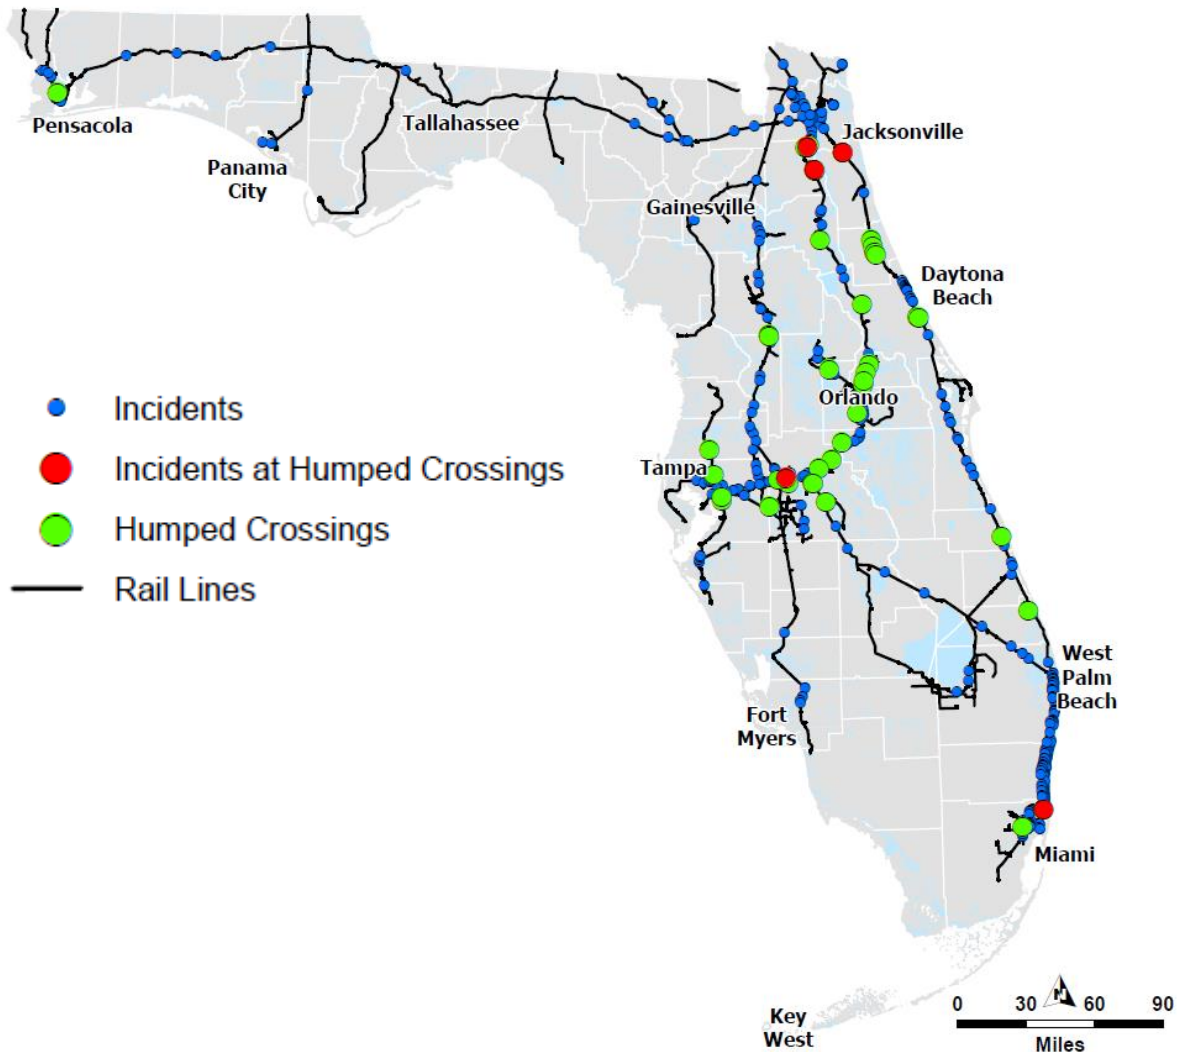 Pensacola
Panama
City
Tallahassee
Jacksonville
Gainesville
Daytona
Beach
Incidents
Incidents at Humped Crossings
Humped Crossings
Rail Lines
Orlando
Tampa
West
Palm
Beach
Fort
Myers
Miami
Key
West
N
0 30 60 90
Miles